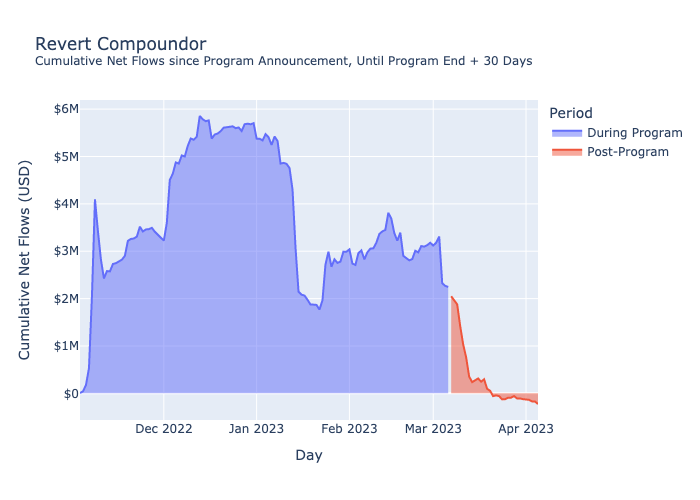 Revert Compoundor
Cumulative Net Flows since Program Announcement, Until Program End + 30 Days
Period
During Program
Post-Program
Cumulative Net Flows (USD)
$6M
$5M
$4M
$3M
$2M
$1M
$0
Dec 2022
Jan 2023
Feb 2023
Mar 2023
Apr 2023
Day